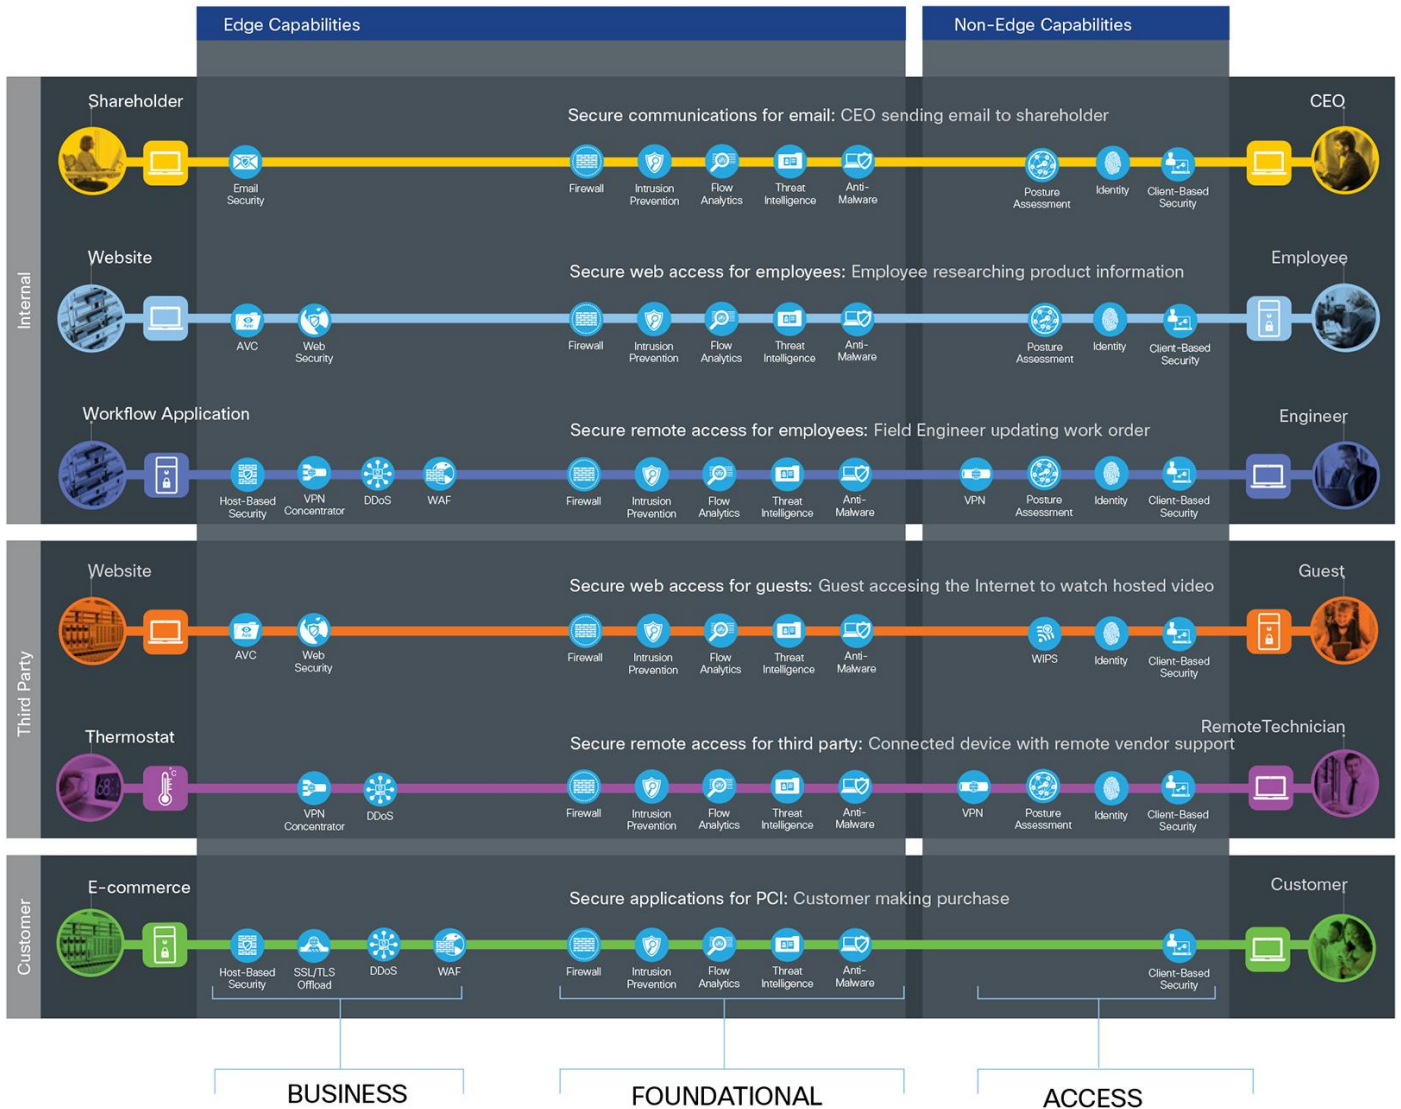 Edge Capabilities
Non-Edge Capabilities
Internal
Shareholder
CEO
Secure communications for email: CEO sending email to shareholder
Email
Security
Firewall
Intrusion
Prevention
Flow
Analytics
Threat
Intelligence
Anti-
Malware
Posture
Assessment
Identity
Client-Based
Security
Website
Employee
Secure web access for employees: Employee researching product information
AVC
Web
Security
Firewall
Intrusion
Prevention
Flow
Analytics
Threat
Intelligence
Anti-
Malware
Posture
Assessment
Identity
Client-Based
Security
Workflow Application
Engineer
Secure remote access for employees: Field Engineer updating work order
Host-Based
Security
VPN
Concentrator
DDoS
WAF
Firewall
Intrusion
Prevention
Flow
Analytics
Threat
Intelligence
Anti-
Malware
VPN
Posture
Assessment
Identity
Client-Based
Security
Third Party
Website
Guest
Secure web access for guests: Guest accesing the Internet to watch hosted video
App
AVC
Web
Security
Firewall
Intrusion
Prevention
Flow
Analytics
Threat
Intelligence
Anti-
Malware
WIPS
Identity
Client-Based
Security
Thermostat
RemoteTechnician
Secure remote access for third party: Connected device with remote vendor support
68°
°C
VPN
Concentrator
DDoS
Firewall
Intrusion
Prevention
Flow
Analytics
Threat
Intelligence
Anti-
Malware
VPN
Posture
Assessment
Identity
Client-Based
Security
Customer
E-commerce
Customer
Secure applications for PCI: Customer making purchase
Host-Based
Security
SSL/TLS
Offload
DDoS
WAF
Firewall
Intrusion
Prevention
Flow
Analytics
Threat
Intelligence
Anti-
Malware
Client-Based
Security
BUSINESS
FOUNDATIONAL
ACCESS